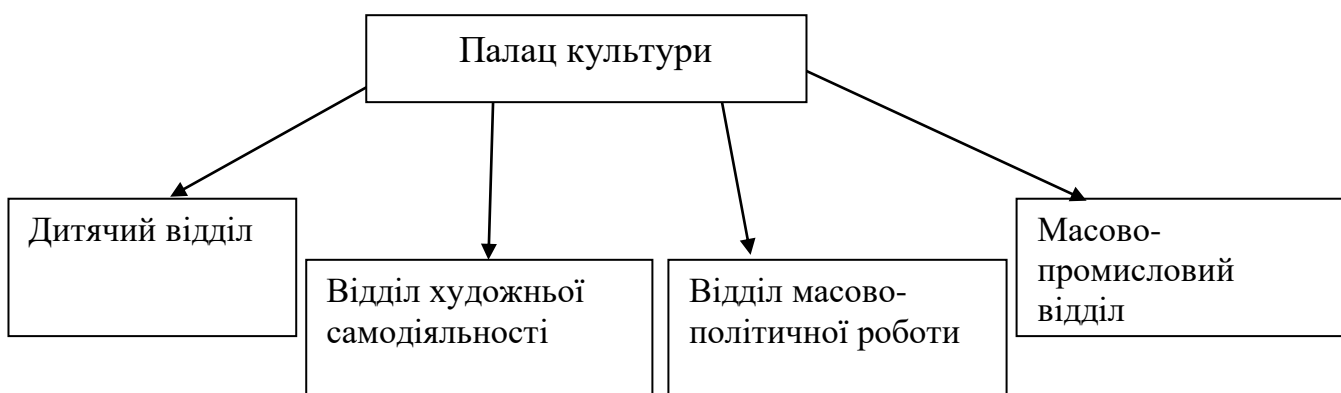 Палац культури
Дитячий відділ
Відділ художньої
самодіяльності
Відділ масово-
політичної роботи
Масово-
промисловий
відділ